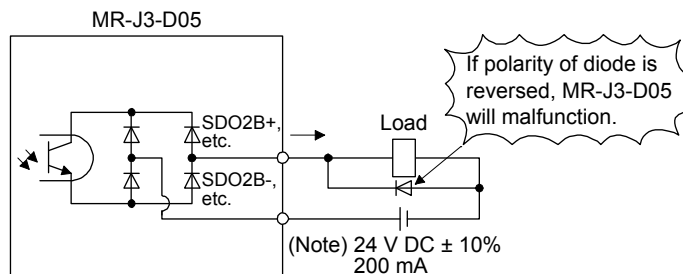 MR-J3-D05
If polarity of diode is
reversed, MR-J3-D05
will malfunction.
SDO2B+,
etc.
Load
SDO2B-,
etc.
(Note) 24 V DC ± 10%
200 mA